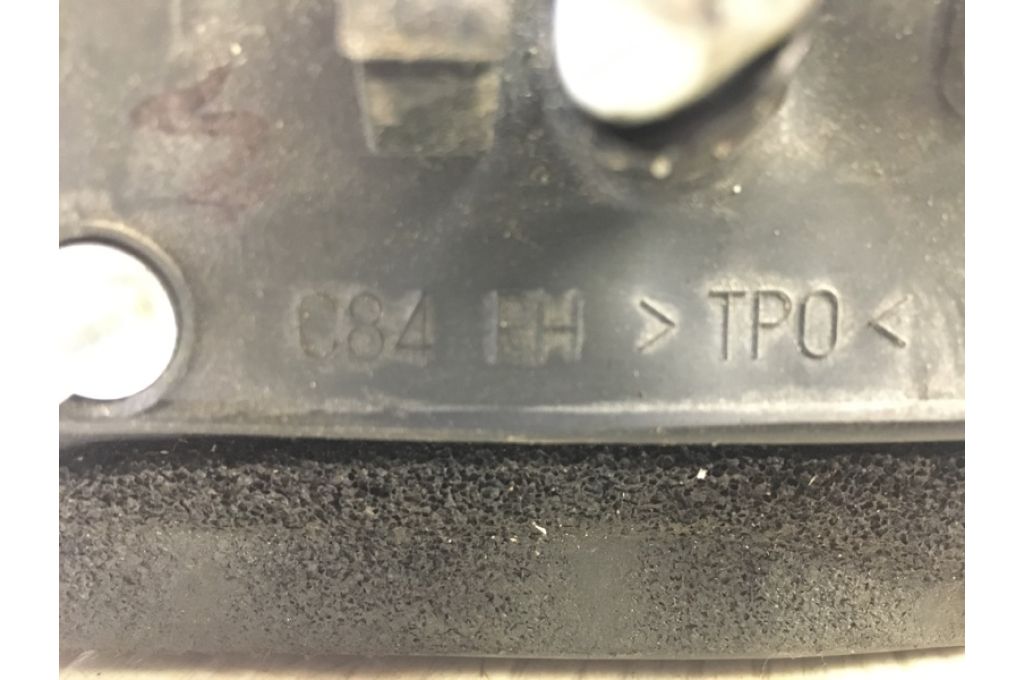 C84 > TPO <